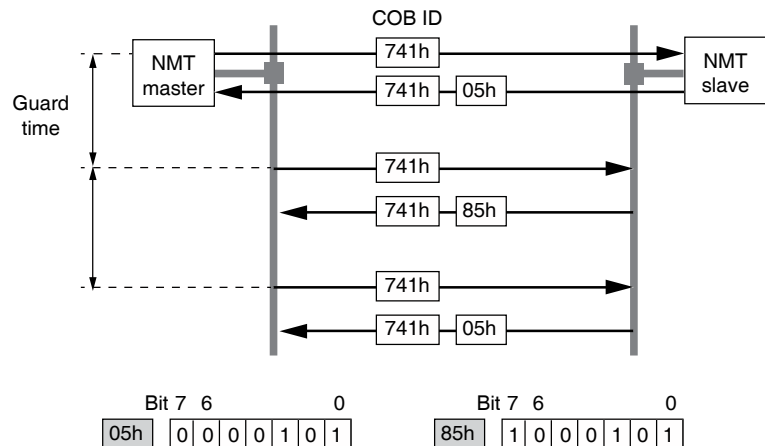 COB ID
NMT
master
741h
NMT
slave
741h 05h
Guard
time
741h
741h 85h
741h
741h 05h
Bit 7 6 0
05h 0 0 0 0 0 1 0 1
Bit 7 6 0
85h 1 0 0 0 0 1 0 1